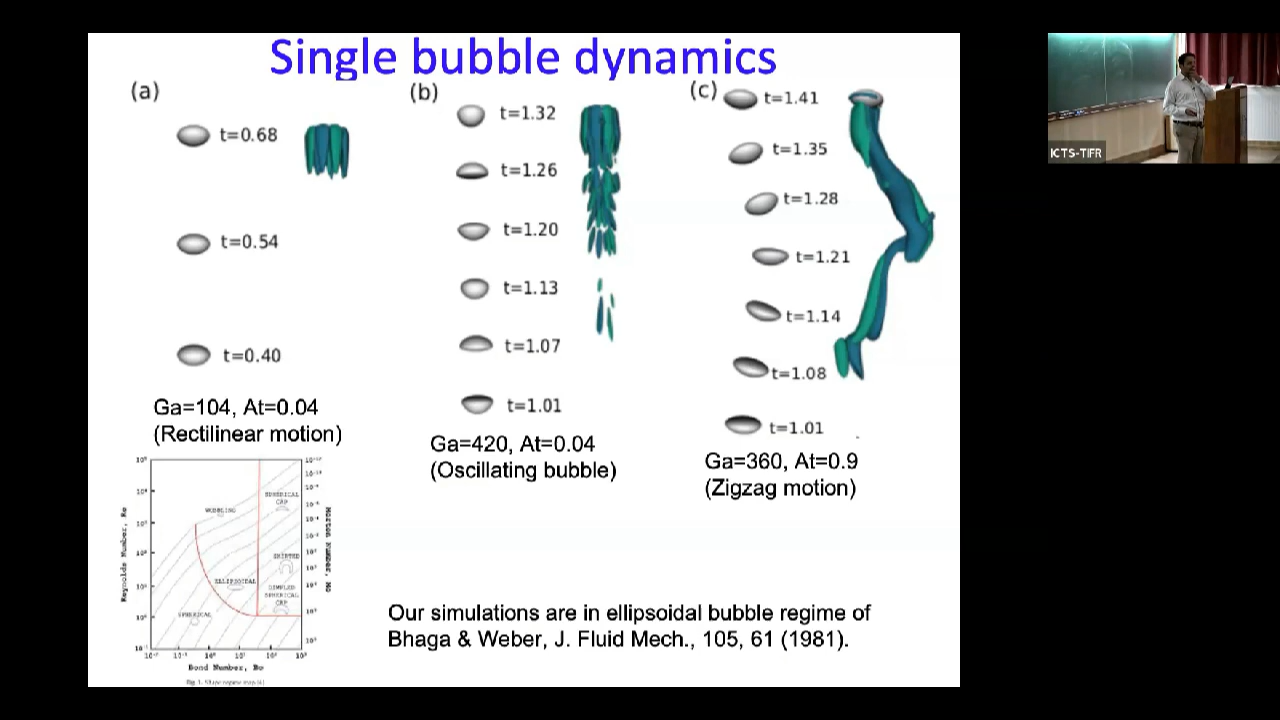 Single bubble dynamics
(a)
t=0.68
t=0.54
t=0.40
Ga=104, At=0.04
(Rectilinear motion)
(b)
t=1.32
t=1.26
t=1.20
t=1.13
t=1.07
t=1.01
Ga=420, At=0.04
(Oscillating bubble)
(c)
t=1.41
t=1.35
t=1.28
t=1.21
t=1.14
t=1.08
t=1.01
Ga=360, At=0.9
(Zigzag motion)
Reynolds Number, Re
WOBBLING
SPHERICAL
CAP
SKIRTED
ELLIPSOIDAL
DIMPLED
SPHERICAL
CAP
SPHERICAL
Bond Number, Bo
Our simulations are in ellipsoidal bubble regime of
Bhaga & Weber, J. Fluid Mech., 105, 61 (1981).
ICTS-TIFR